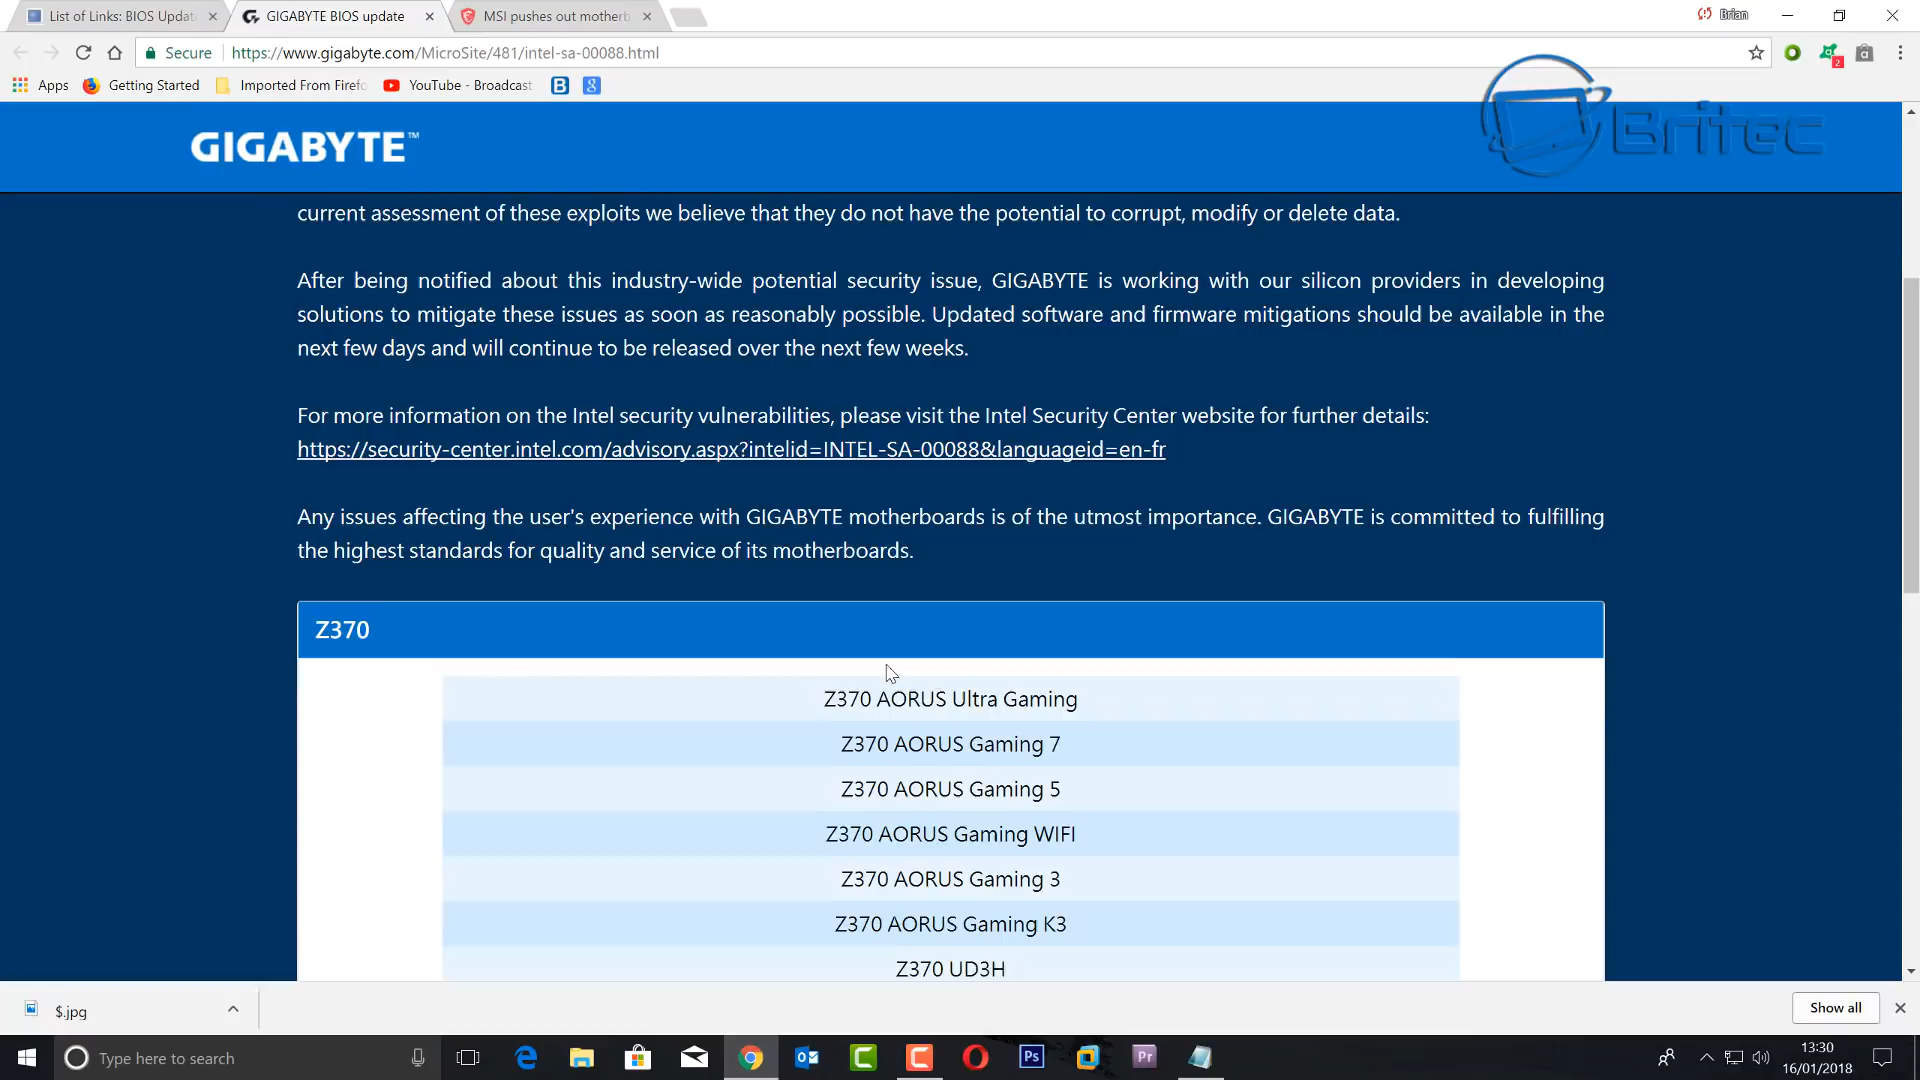 List of Links: BIOS Updat
GIGABYTE BIOS update
MSI pushes out motherb
Brian
Secure
https://www.gigabyte.com/MicroSite/481/intel-sa-00088.html
Apps
Getting Started
Imported From Firefo
YouTube - Broadcast
B
g
2
a
Britec
GIGABYTE™
current assessment of these exploits we believe that they do not have the potential to corrupt, modify or delete data.
After being notified about this industry-wide potential security issue, GIGABYTE is working with our silicon providers in developing
solutions to mitigate these issues as soon as reasonably possible. Updated software and firmware mitigations should be available in the
next few days and will continue to be released over the next few weeks.
For more information on the Intel security vulnerabilities, please visit the Intel Security Center website for further details:
https://security-center.intel.com/advisory.aspx?intelid=INTEL-SA-00088&languageid=en-fr
Any issues affecting the user's experience with GIGABYTE motherboards is of the utmost importance. GIGABYTE is committed to fulfilling
the highest standards for quality and service of its motherboards.
Z370
Z370 AORUS Ultra Gaming
Z370 AORUS Gaming 7
Z370 AORUS Gaming 5
Z370 AORUS Gaming WIFI
Z370 AORUS Gaming 3
Z370 AORUS Gaming K3
Z370 UD3H
$.jpg
Show all
Type here to search
Ps
Pr
13:30
16/01/2018